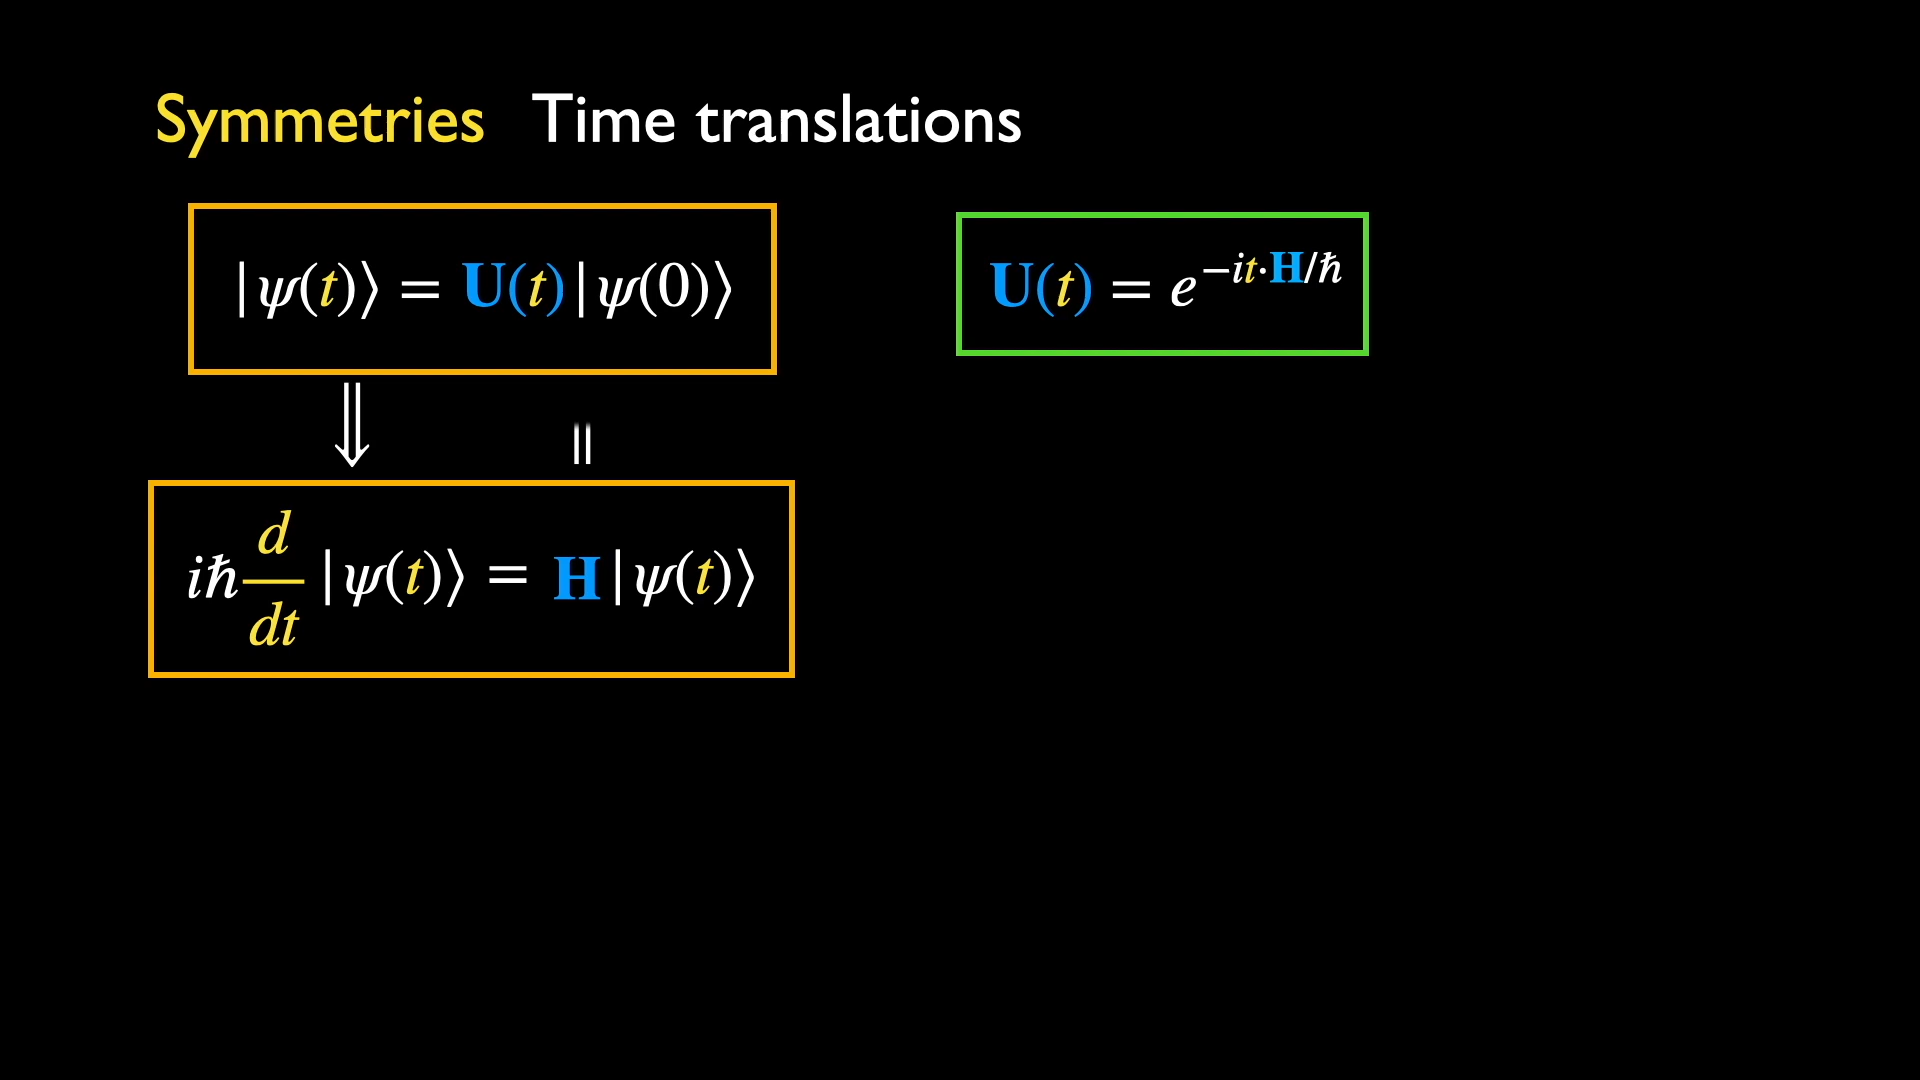 Symmetries Time translations
|ψ(t)⟩ = U(t)|ψ(0)⟩
U(t) = e^{−it·H/ℏ}
⇓
iℏ d/dt |ψ(t)⟩ = H|ψ(t)⟩